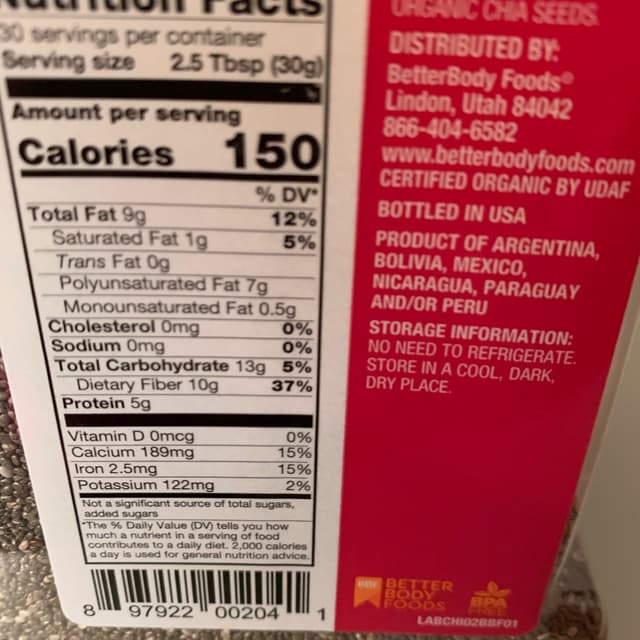 Nutrition Facts
30 servings per container
Serving size 2.5 Tbsp (30g)
Amount per serving
Calories 150
% DV*
Total Fat 9g 12%
Saturated Fat 1g 5%
Trans Fat 0g
Polyunsaturated Fat 7g
Monounsaturated Fat 0.5g
Cholesterol 0mg 0%
Sodium 0mg 0%
Total Carbohydrate 13g 5%
Dietary Fiber 10g 37%
Protein 5g
Vitamin D 0mcg 0%
Calcium 189mg 15%
Iron 2.5mg 15%
Potassium 122mg 2%
Not a significant source of total sugars,
added sugars
*The % Daily Value (DV) tells you how
much a nutrient in a serving of food
contributes to a daily diet. 2,000 calories
a day is used for general nutrition advice.
8 97922 00204 1
ORGANIC CHIA SEEDS.
DISTRIBUTED BY:
BetterBody Foods®
Lindon, Utah 84042
866-404-6582
www.betterbodyfoods.com
CERTIFIED ORGANIC BY UDAF
BOTTLED IN USA
PRODUCT OF ARGENTINA,
BOLIVIA, MEXICO,
NICARAGUA, PARAGUAY
AND/OR PERU
STORAGE INFORMATION:
NO NEED TO REFRIGERATE.
STORE IN A COOL, DARK,
DRY PLACE.
BBF
BETTER
BODY
FOODS
BPA
FREE
LABCHI02BBF01